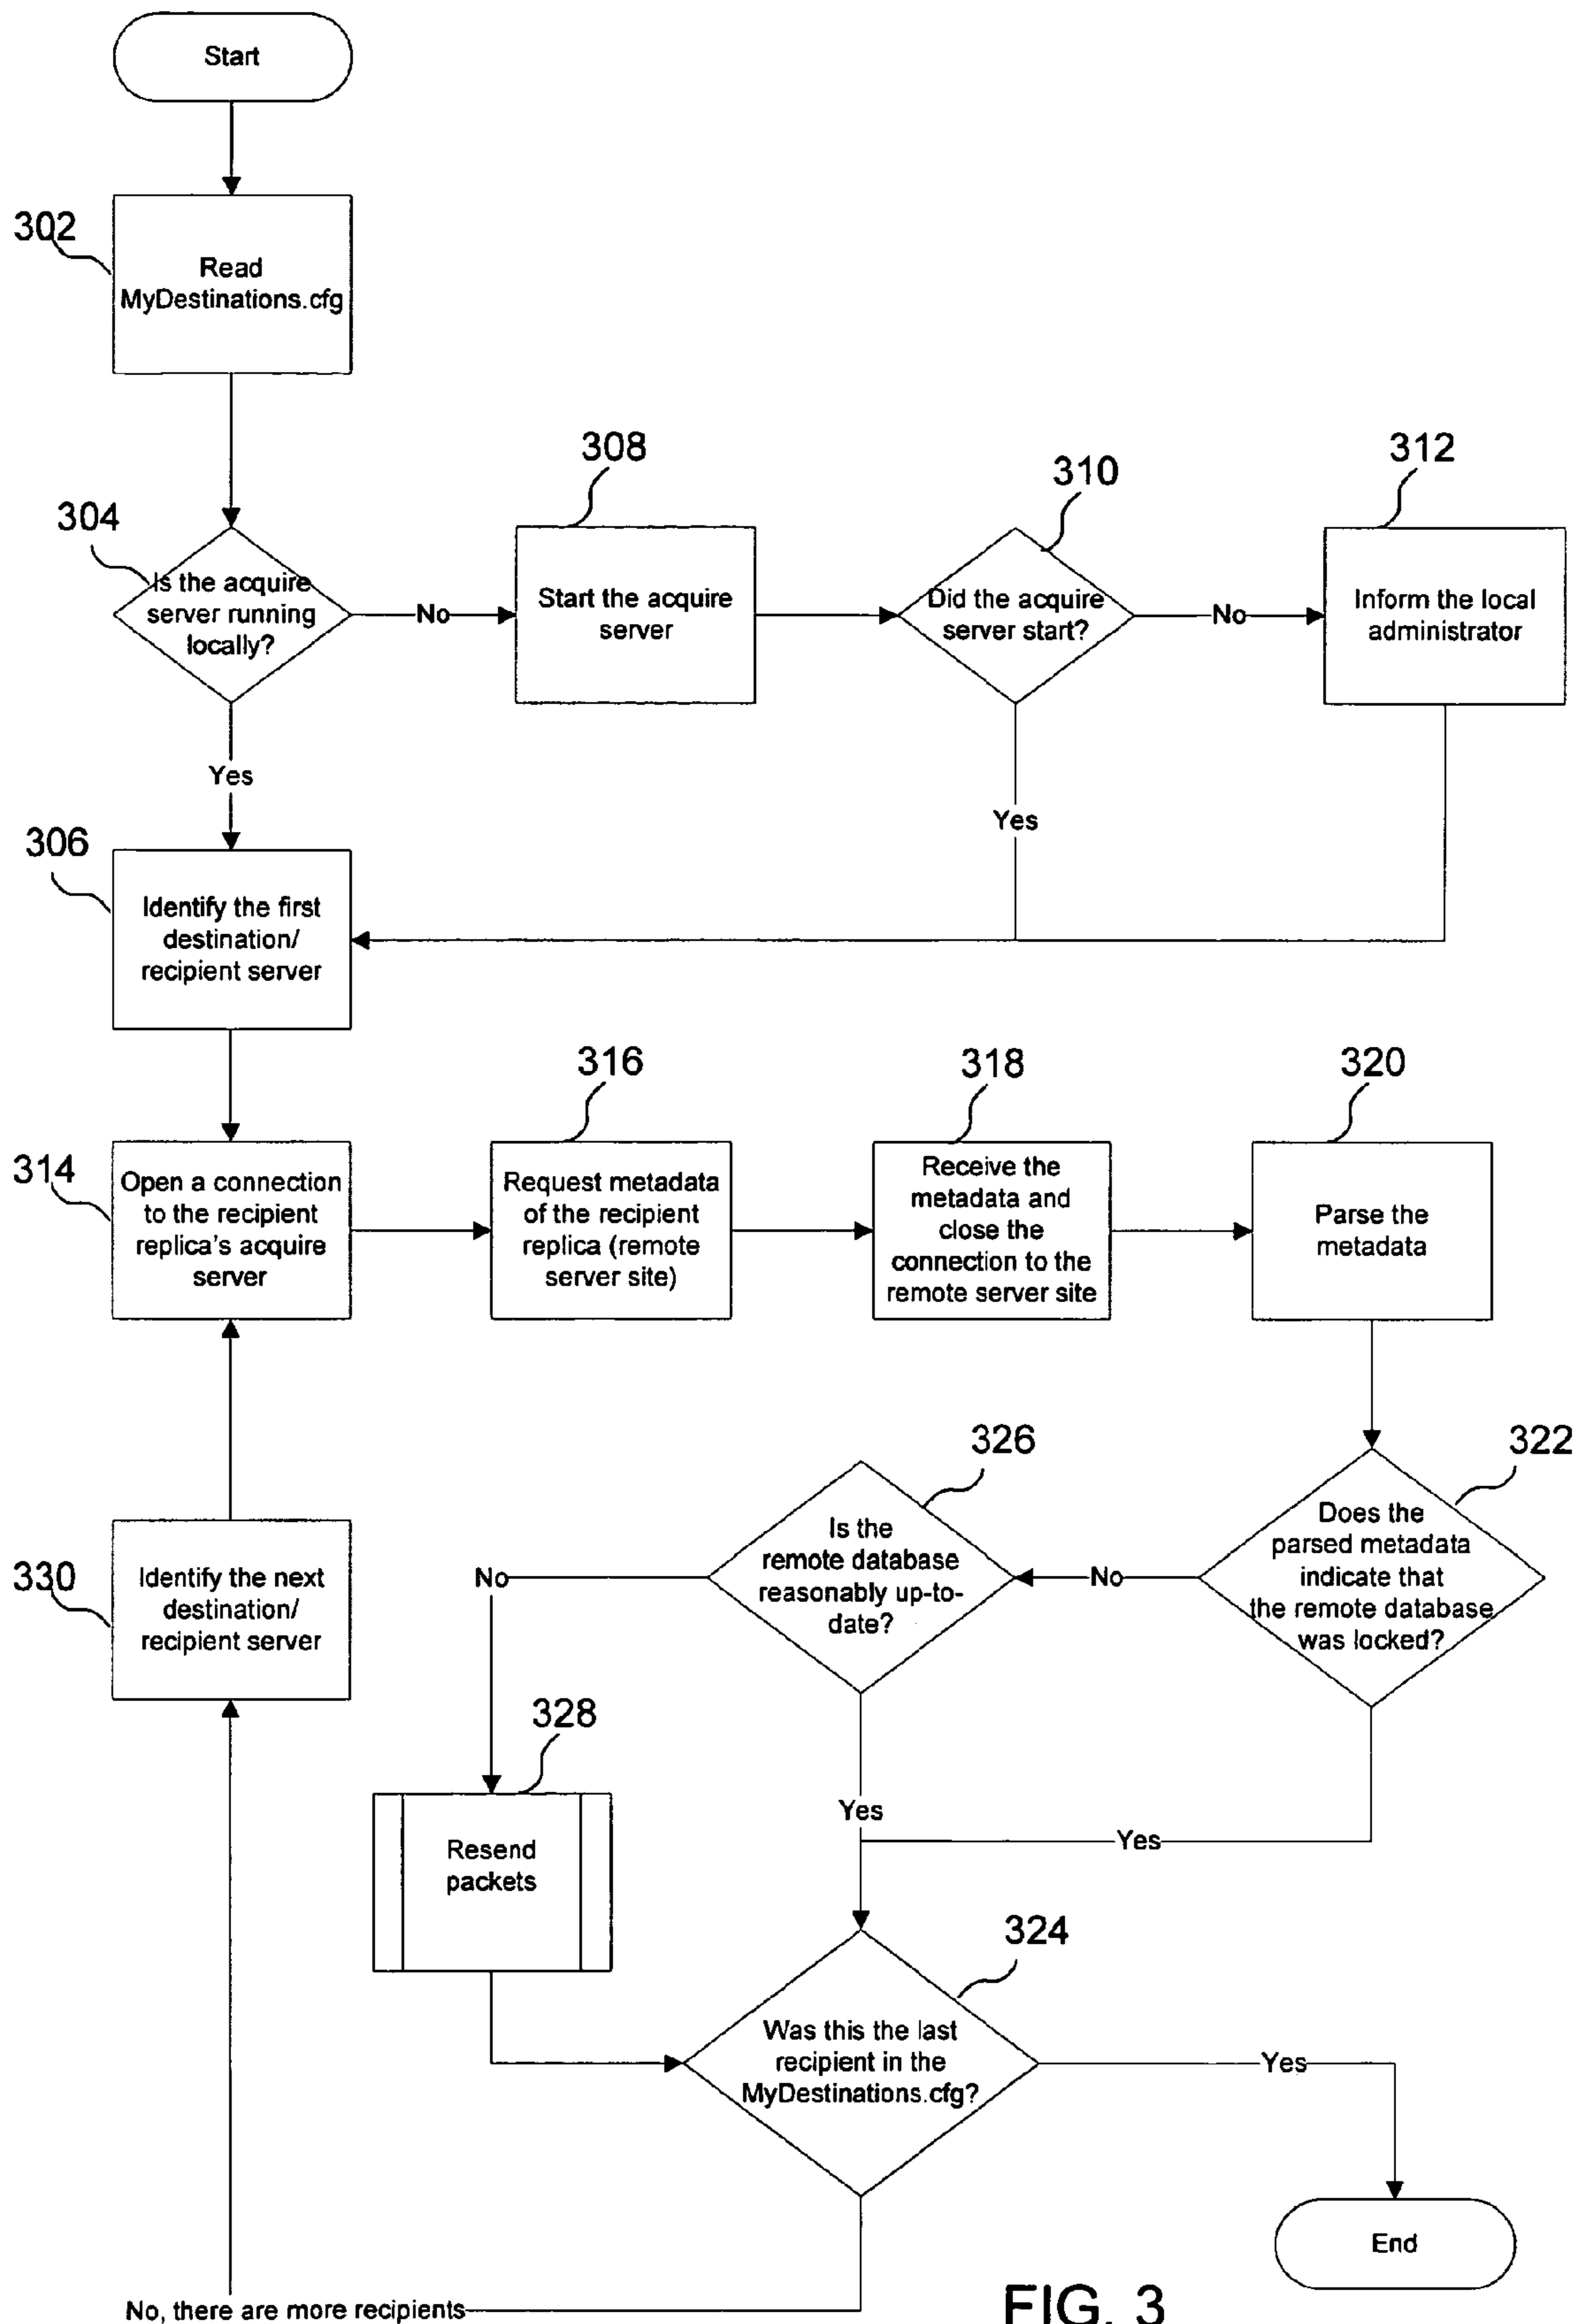 Start
302
Read
MyDestinations.cfg
308
310
312
304
Is the acquire
server running
locally?
No
Start the acquire
server
Did the acquire
server start?
No
Inform the local
administrator
Yes
Yes
306
Identify the first
destination/
recipient server
316
318
320
314
Open a connection
to the recipient
replica's acquire
server
Request metadata
of the recipient
replica (remote
server site)
Receive the
metadata and
close the
connection to the
remote server site
Parse the
metadata
326
322
Does the
parsed metadata
indicate that
the remote database
was locked?
No
Is the
remote database
reasonably up-to-
date?
No
330
Identify the next
destination/
recipient server
328
Resend
packets
Yes
Yes
324
Was this the last
recipient in the
MyDestinations.cfg?
Yes
End
No, there are more recipients
FIG. 3